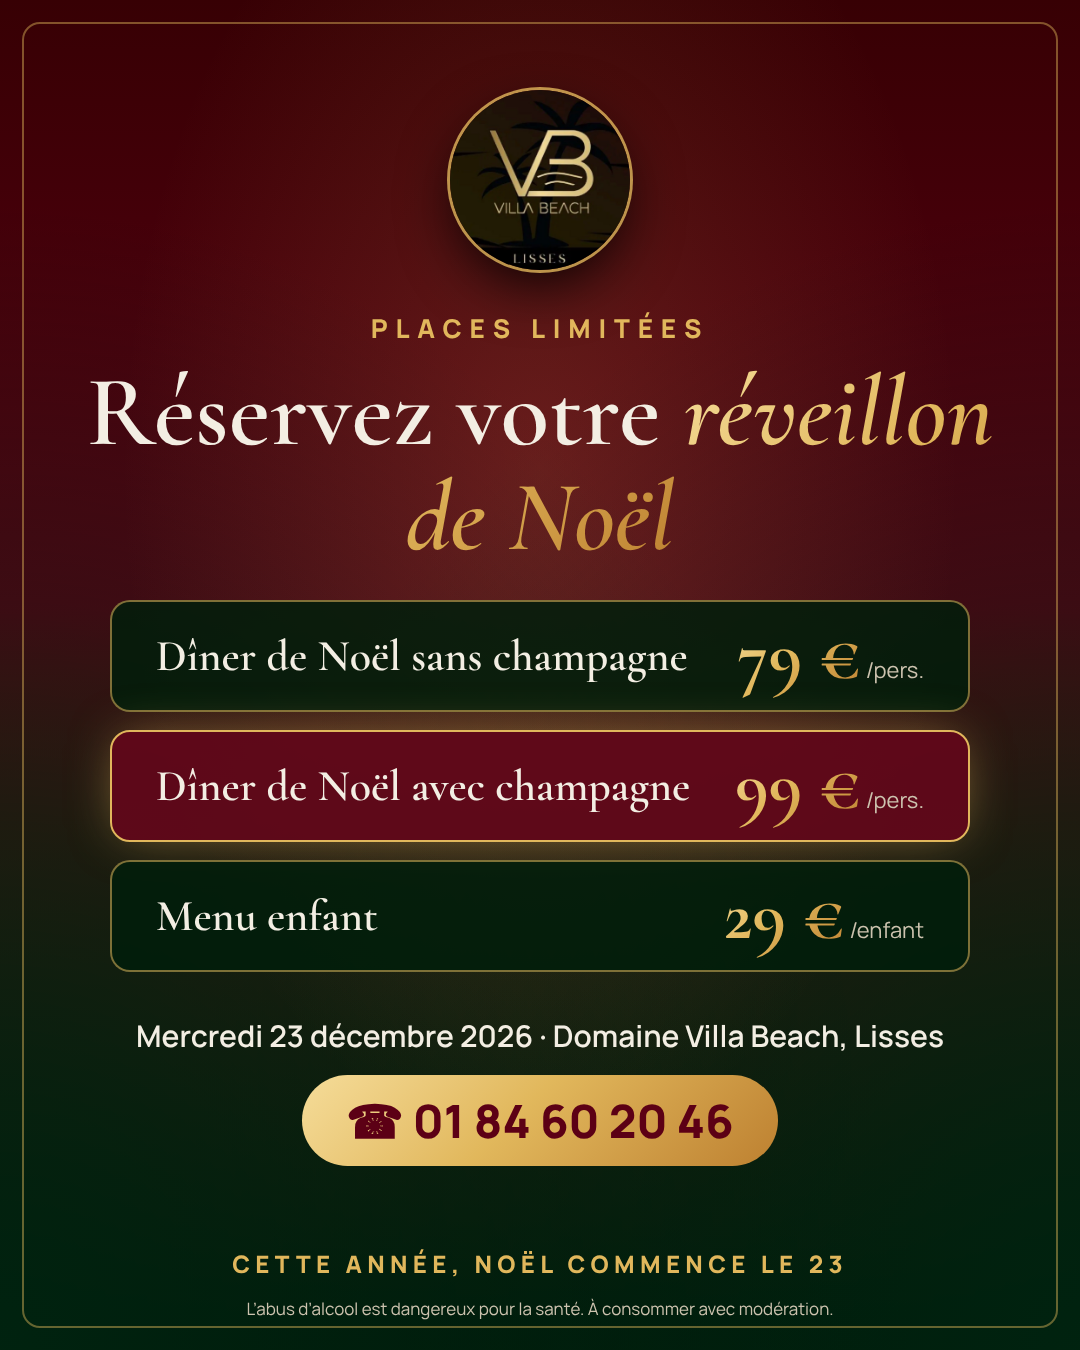 VB
VILLA BEACH
LISSES
PLACES LIMITÉES
Réservez votre réveillon
de Noël
Dîner de Noël sans champagne 79 € /pers.
Dîner de Noël avec champagne 99 € /pers.
Menu enfant 29 € /enfant
Mercredi 23 décembre 2026 · Domaine Villa Beach, Lisses
☎ 01 84 60 20 46
CETTE ANNÉE, NOËL COMMENCE LE 23
L'abus d'alcool est dangereux pour la santé. À consommer avec modération.